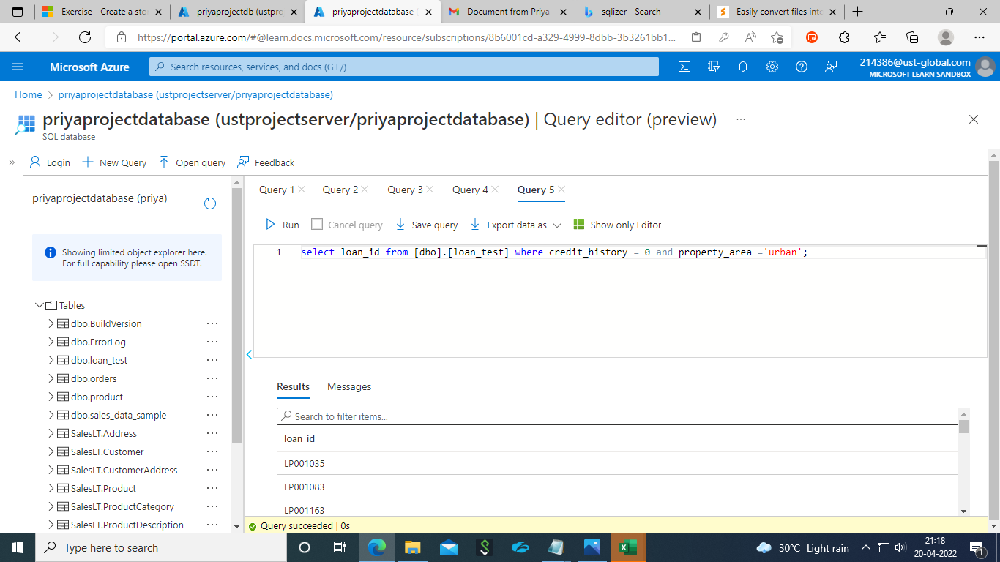 Exercise - Create a sto
priyaprojectdb (ustpro
priyaprojectdatabase (
Document from Priya
sqlizer - Search
Easily convert files into
https://portal.azure.com/#@learn.docs.microsoft.com/resource/subscriptions/8b6001cd-a329-4999-8dbb-3b3261bb1...
Microsoft Azure
Search resources, services, and docs (G+/)
214386@ust-global.com
MICROSOFT LEARN SANDBOX
Home > priyaprojectdatabase (ustprojectserver/priyaprojectdatabase)
priyaprojectdatabase (ustprojectserver/priyaprojectdatabase) | Query editor (preview) ...
SQL database
Login
New Query
Open query
Feedback
priyaprojectdatabase (priya)
Showing limited object explorer here.
For full capability please open SSDT.
Tables
dbo.BuildVersion
dbo.ErrorLog
dbo.loan_test
dbo.orders
dbo.product
dbo.sales_data_sample
SalesLT.Address
SalesLT.Customer
SalesLT.CustomerAddress
SalesLT.Product
SalesLT.ProductCategory
SalesLT.ProductDescription
Query 1
Query 2
Query 3
Query 4
Query 5
Run
Cancel query
Save query
Export data as
Show only Editor
1 select loan_id from [dbo].[loan_test] where credit_history = 0 and property_area ='urban';
Results
Messages
Search to filter items...
loan_id
LP001035
LP001083
LP001163
Query succeeded | 0s
Type here to search
30°C Light rain
21:18
20-04-2022
1